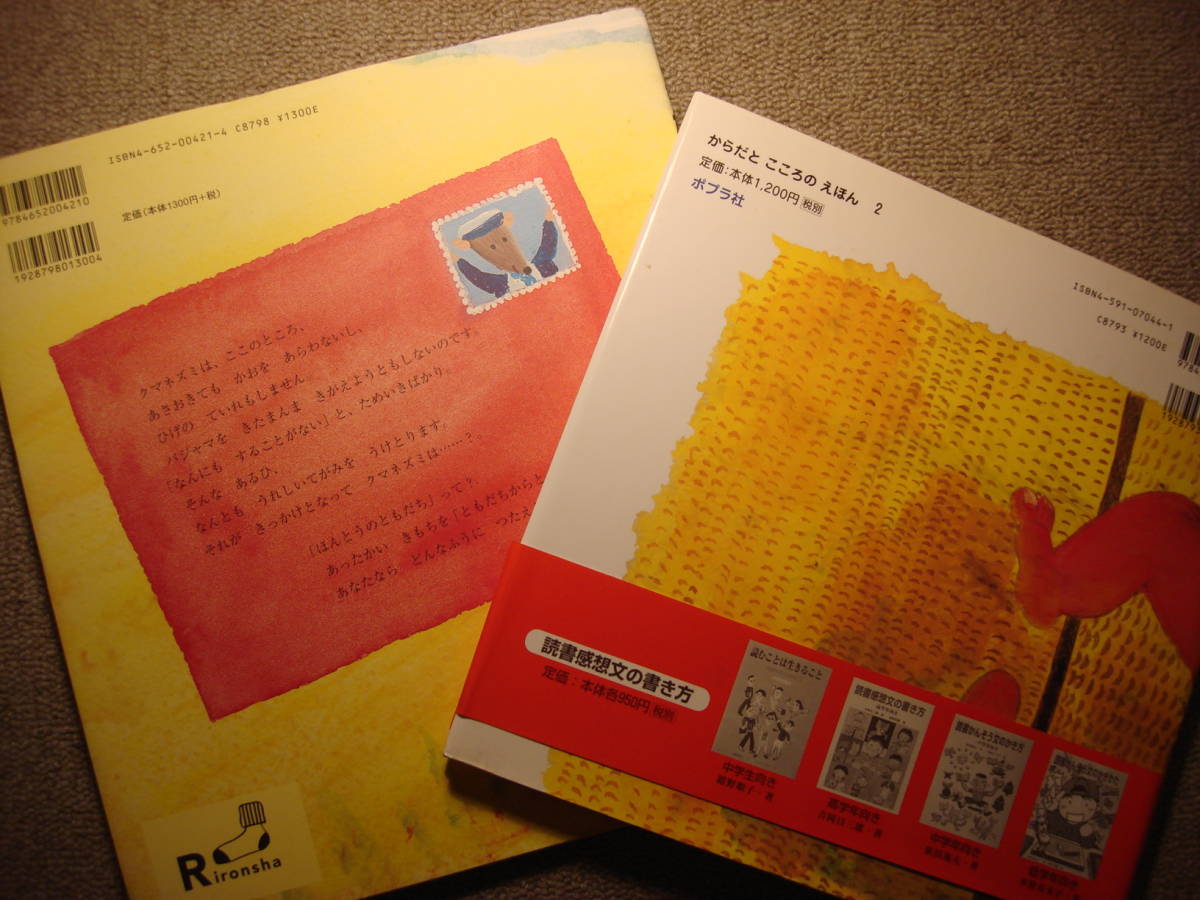 ISBN4-652-00421-4 C8798 ¥1300E
9784652004210
定価(本体1300円+税)
1928798013004
クマネズミは、ここのところ、
あさおきても かおを あらわないし、
ひげの ていれもしません。
パジャマを きたまんま きがえようともしないのです。
「なんにも することがない」と、ためいきばかり。
そんな あるひ、
なんとも うれしいてがみを うけとります。
それが きっかけとなって クマネズミは……?。
「ほんとうのともだち」って?
あったかい きもちを「ともだちからと
あなたなら どんなふうに つたえ
Rironsha
からだと こころの えほん 2
定価:本体1,200円 税別
ポプラ社
ISBN4-591-07044-1
C8793 ¥1200E
読書感想文の書き方
定価:本体各950円 税別
読むことは生きること
中学生向き
読書感想文の書き方
高学年向き
読書かんそう文のかき方
中学年向き
低学年向き